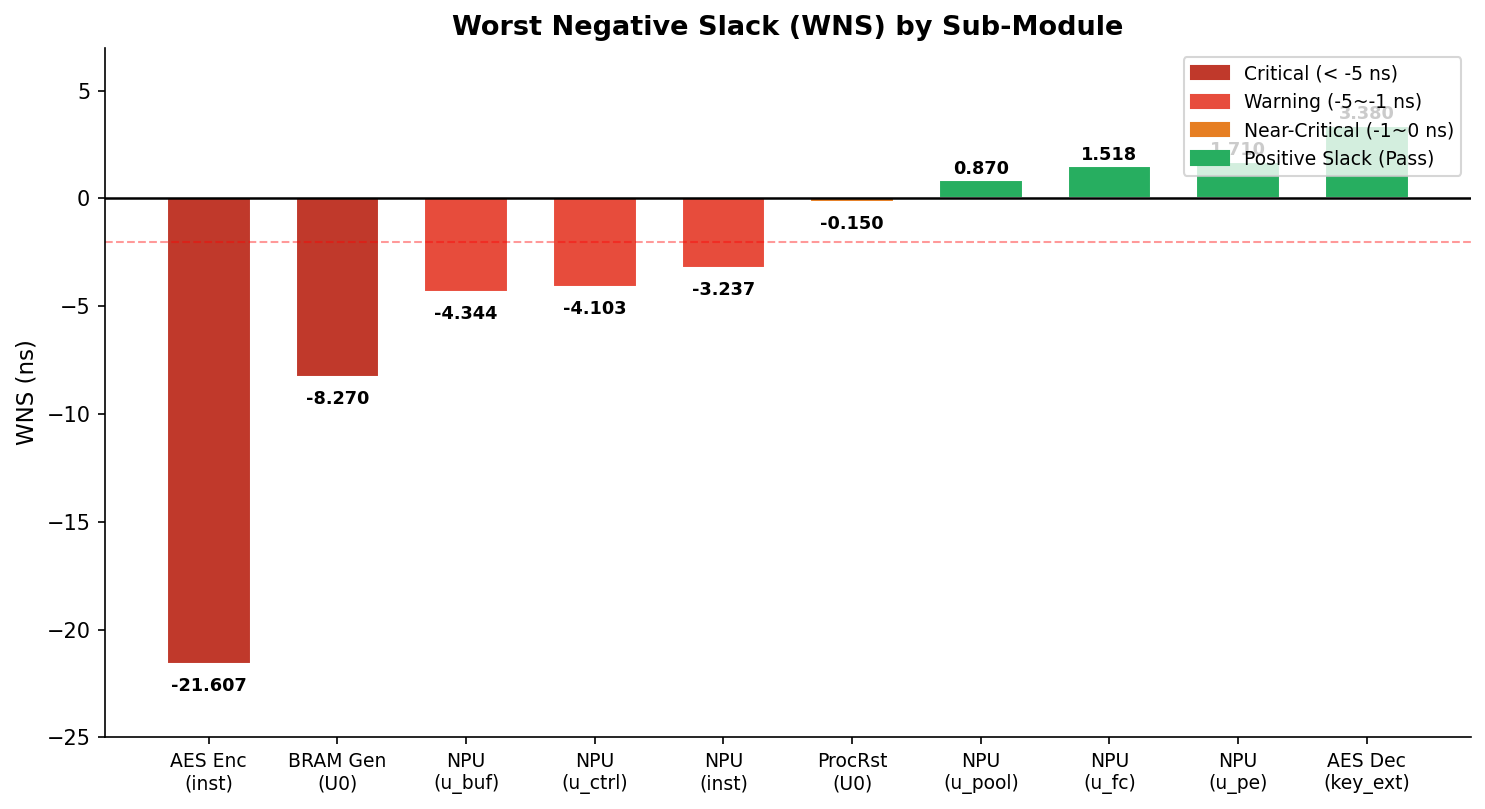 Worst Negative Slack (WNS) by Sub-Module
Critical (< -5 ns)
Warning (-5~-1 ns)
Near-Critical (-1~0 ns)
Positive Slack (Pass)
WNS (ns)
5
0
−5
−10
−15
−20
−25
-21.607
-8.270
-4.344
-4.103
-3.237
-0.150
0.870
1.518
1.710
3.380
AES Enc
(inst)
BRAM Gen
(U0)
NPU
(u_buf)
NPU
(u_ctrl)
NPU
(inst)
ProcRst
(U0)
NPU
(u_pool)
NPU
(u_fc)
NPU
(u_pe)
AES Dec
(key_ext)